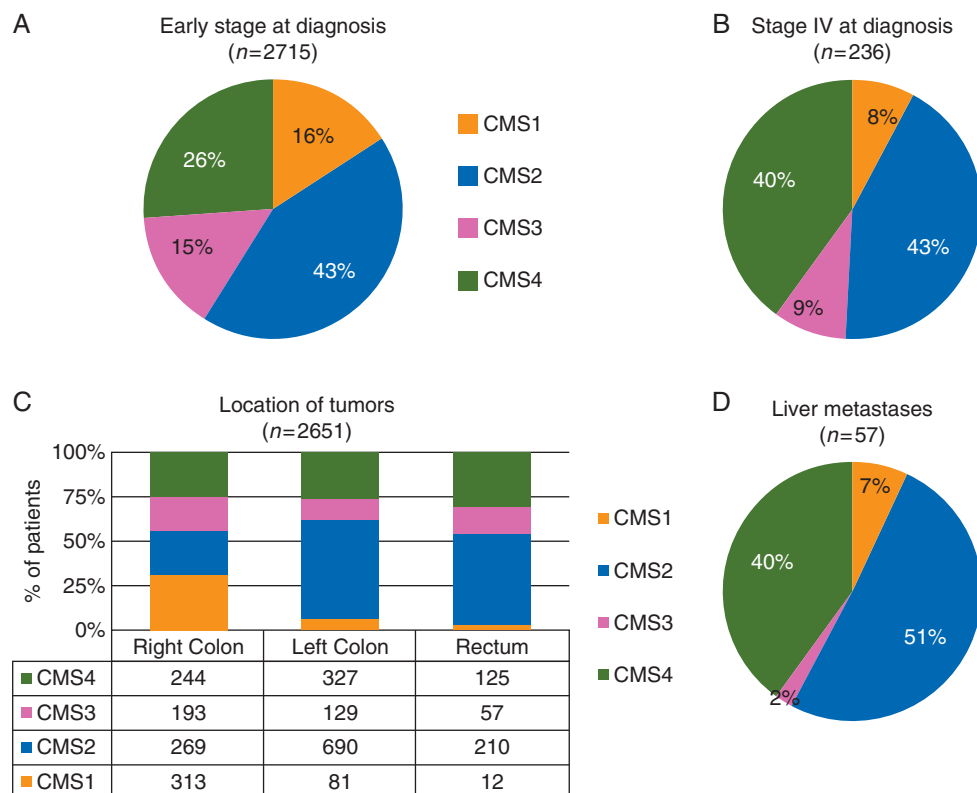 A
Early stage at diagnosis
(n=2715)
16%
43%
15%
26%
CMS1
CMS2
CMS3
CMS4
B
Stage IV at diagnosis
(n=236)
8%
43%
9%
40%
C
Location of tumors
(n=2651)
% of patients
100%
75%
50%
25%
0%
Right Colon Left Colon Rectum
CMS4 244 327 125
CMS3 193 129 57
CMS2 269 690 210
CMS1 313 81 12
CMS1
CMS2
CMS3
CMS4
D
Liver metastases
(n=57)
7%
51%
2%
40%